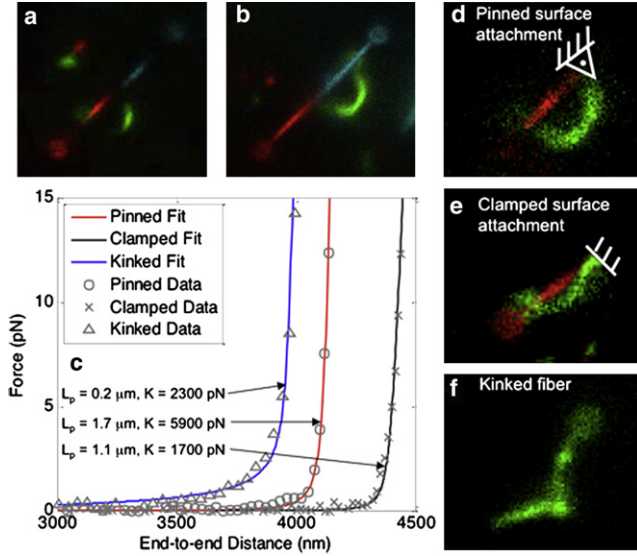 a
b
d
Pinned surface
attachment
e
Clamped surface
attachment
f
Kinked fiber
15
10
5
0
Force (pN)
Pinned Fit
Clamped Fit
Kinked Fit
Pinned Data
Clamped Data
Kinked Data
c
Lp = 0.2 μm, K = 2300 pN
Lp = 1.7 μm, K = 5900 pN
Lp = 1.1 μm, K = 1700 pN
3000
3500
4000
4500
End-to-end Distance (nm)